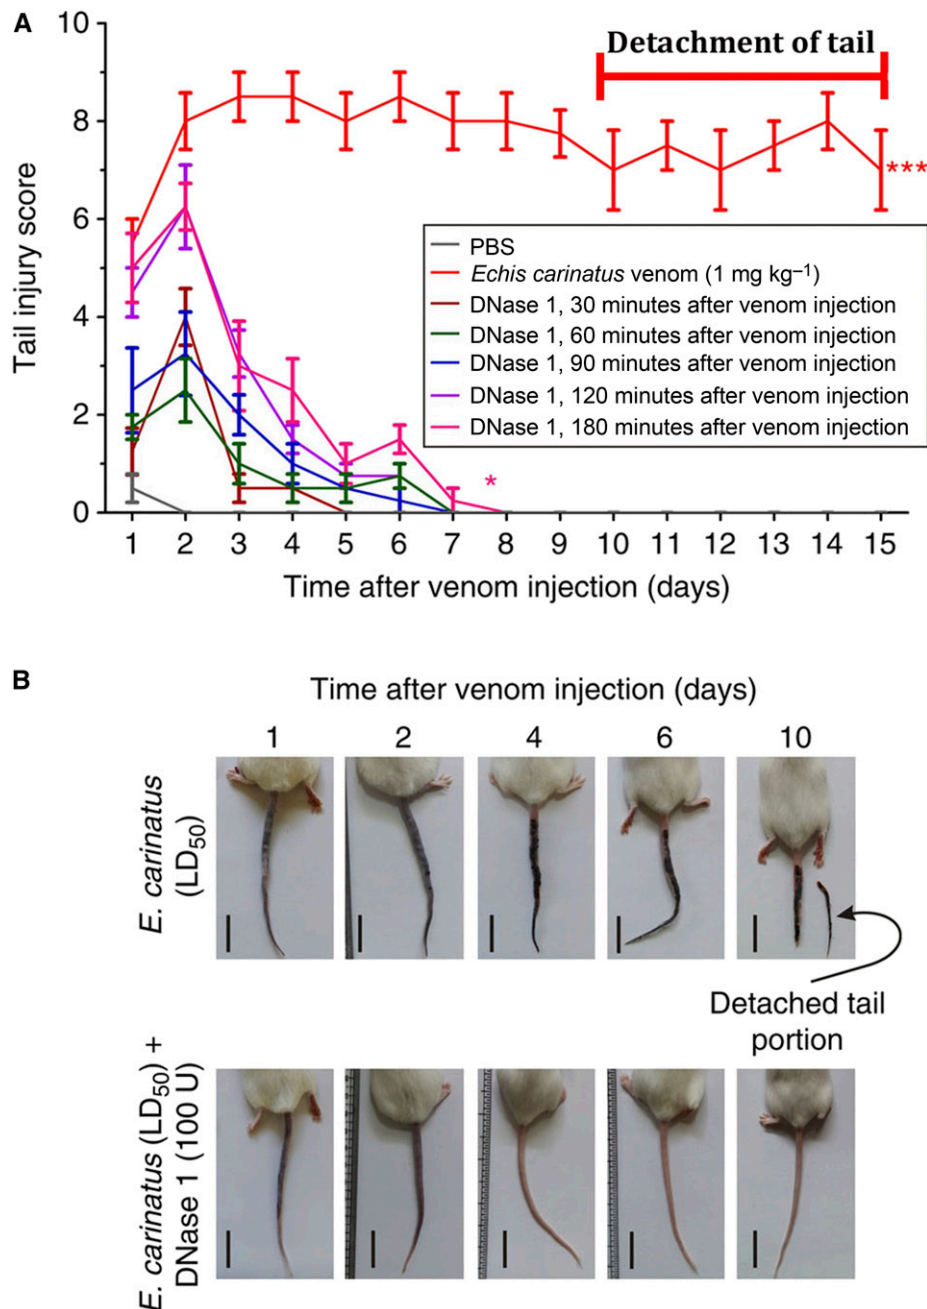 A
10
8
6
4
2
0
Tail injury score
Detachment of tail
***
PBS
Echis carinatus venom (1 mg kg–1)
DNase 1, 30 minutes after venom injection
DNase 1, 60 minutes after venom injection
DNase 1, 90 minutes after venom injection
DNase 1, 120 minutes after venom injection
DNase 1, 180 minutes after venom injection
*
1 2 3 4 5 6 7 8 9 10 11 12 13 14 15
Time after venom injection (days)
B
Time after venom injection (days)
1 2 4 6 10
E. carinatus
(LD50)
Detached tail
portion
E. carinatus (LD50) +
DNase 1 (100 U)